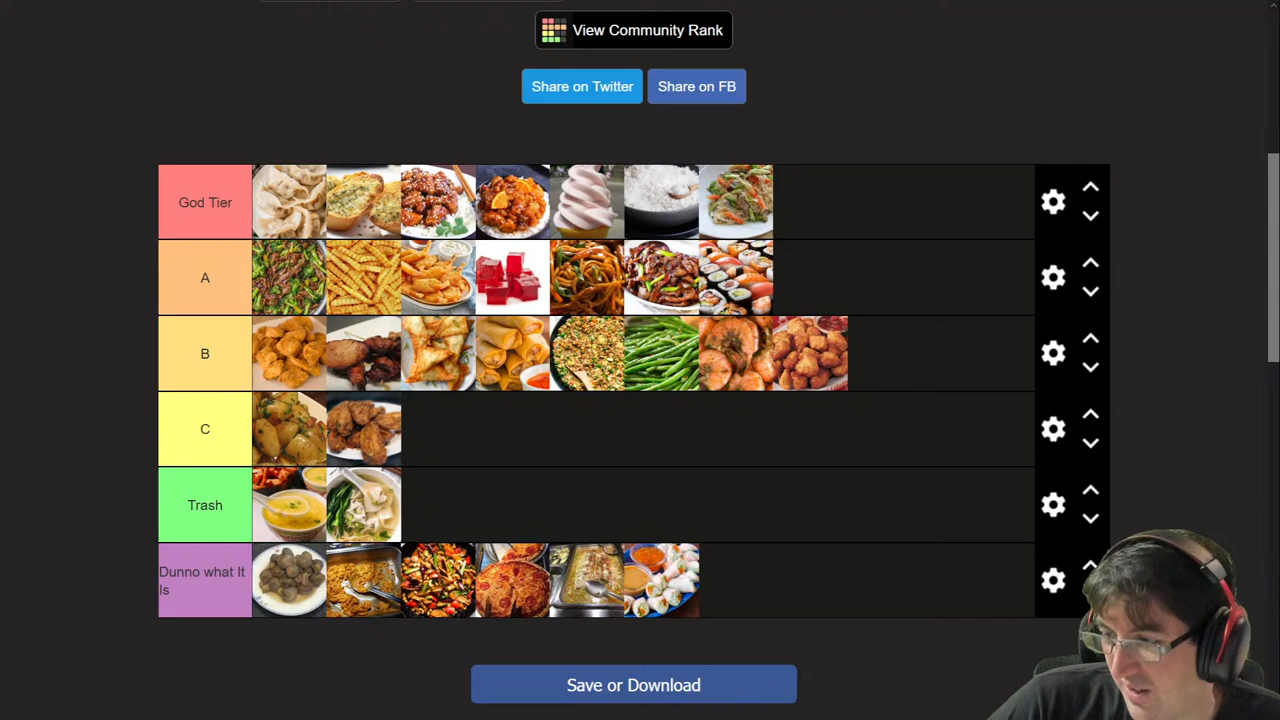 View Community Rank
Share on Twitter
Share on FB
God Tier
A
B
C
Trash
Dunno what It
Is
Save or Download